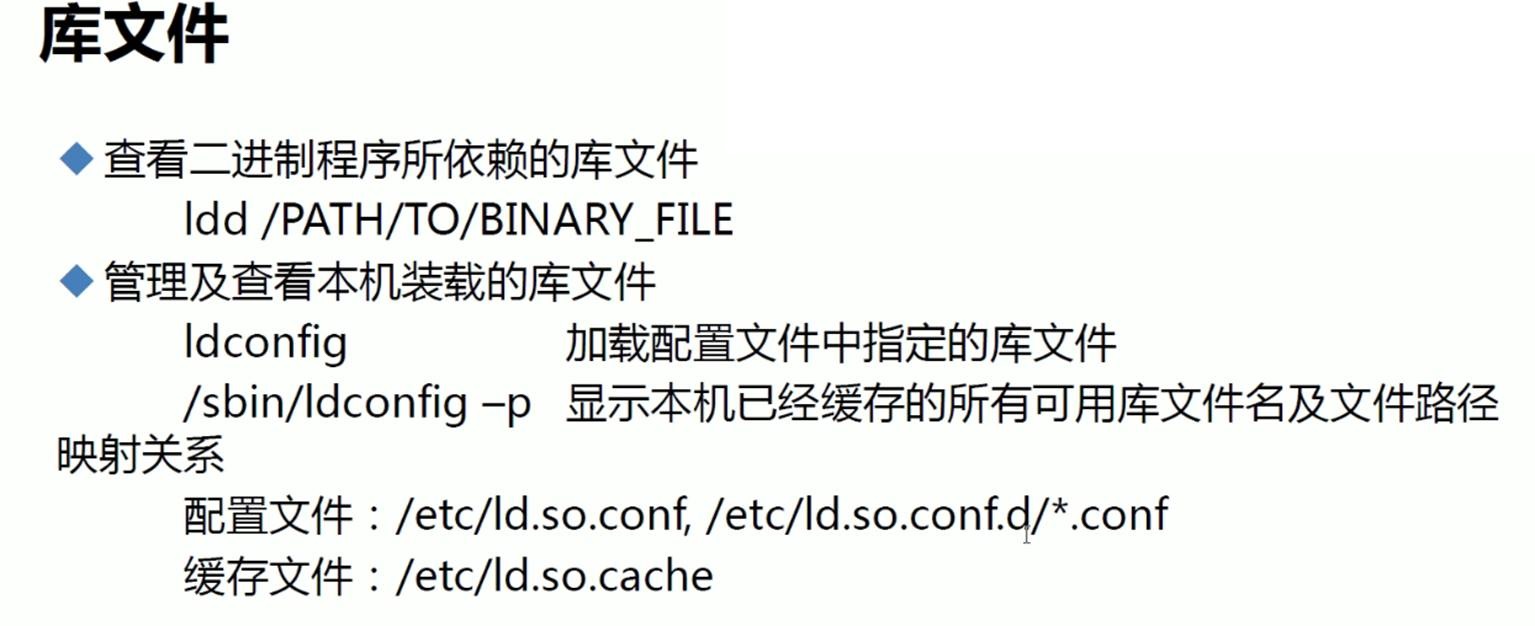 库文件
查看二进制程序所依赖的库文件
ldd /PATH/TO/BINARY_FILE
管理及查看本机装载的库文件
ldconfig 加载配置文件中指定的库文件
/sbin/ldconfig –p 显示本机已经缓存的所有可用库文件名及文件路径
映射关系
配置文件：/etc/ld.so.conf, /etc/ld.so.conf.d/*.conf
缓存文件：/etc/ld.so.cache